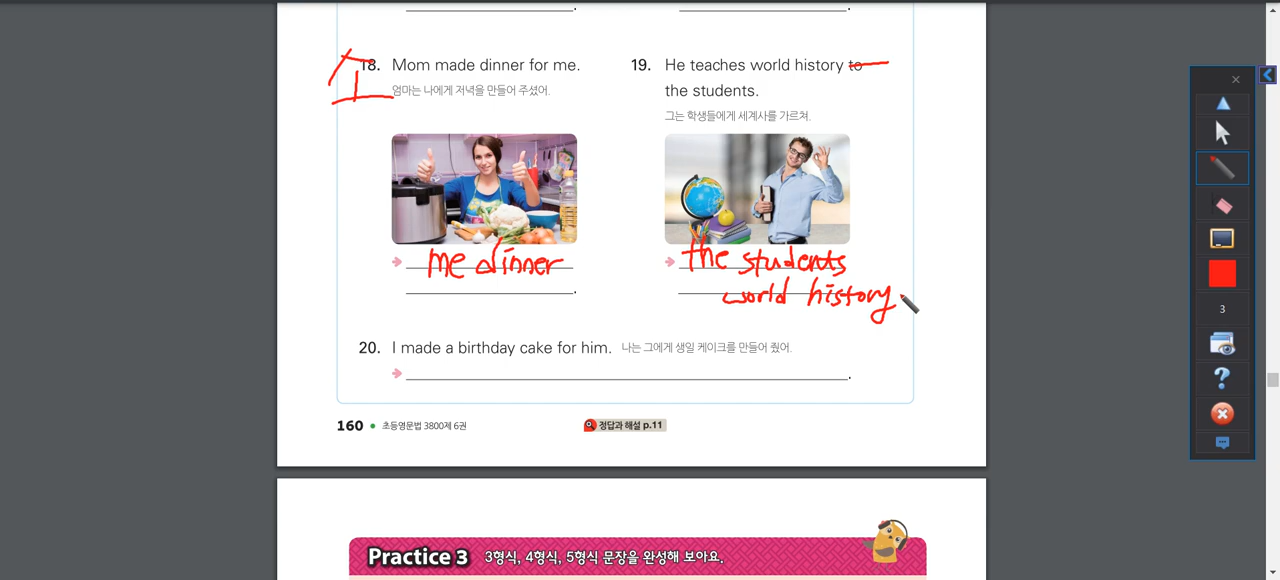 18. Mom made dinner for me.
엄마는 나에게 저녁을 만들어 주셨어.
me dinner
19. He teaches world history to
the students.
그는 학생들에게 세계사를 가르쳐.
the students
world history
20. I made a birthday cake for him. 나는 그에게 생일 케이크를 만들어 줬어.
160 • 초등영문법 3800제 6권
정답과 해설 p.11
Practice 3 3형식, 4형식, 5형식 문장을 완성해 보아요.
3